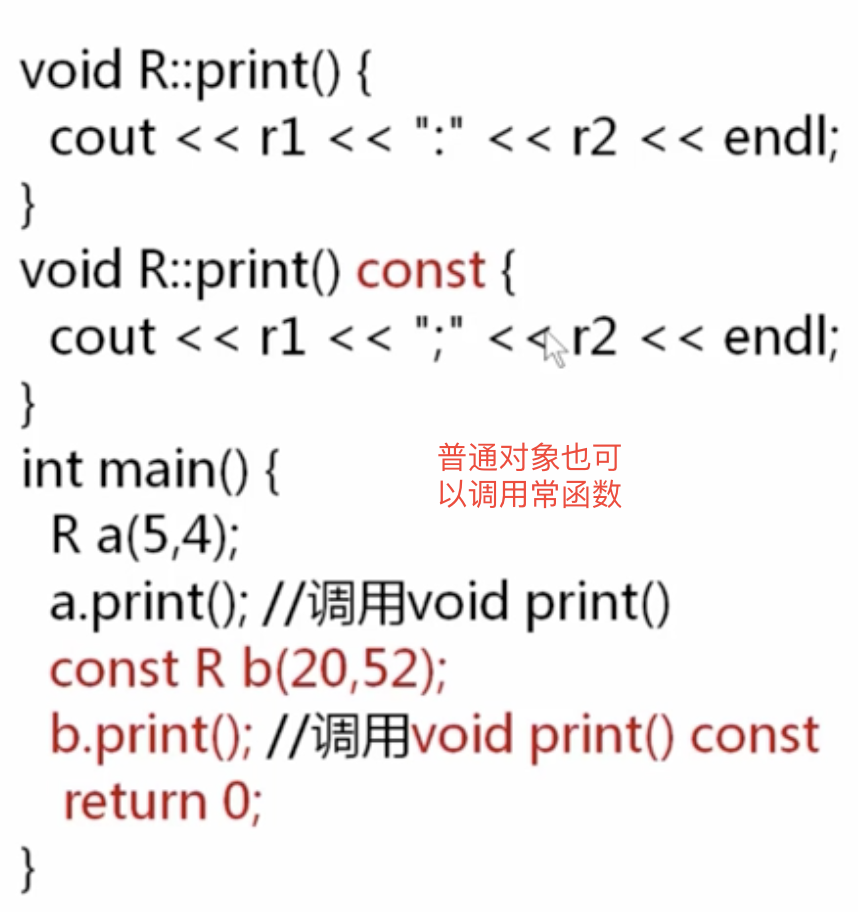 void R::print() {
cout << r1 << ":" << r2 << endl;
}
void R::print() const {
cout << r1 << ";" << r2 << endl;
}
int main() {
普通对象也可
以调用常函数
R a(5,4);
a.print(); //调用void print()
const R b(20,52);
b.print(); //调用void print() const
return 0;
}